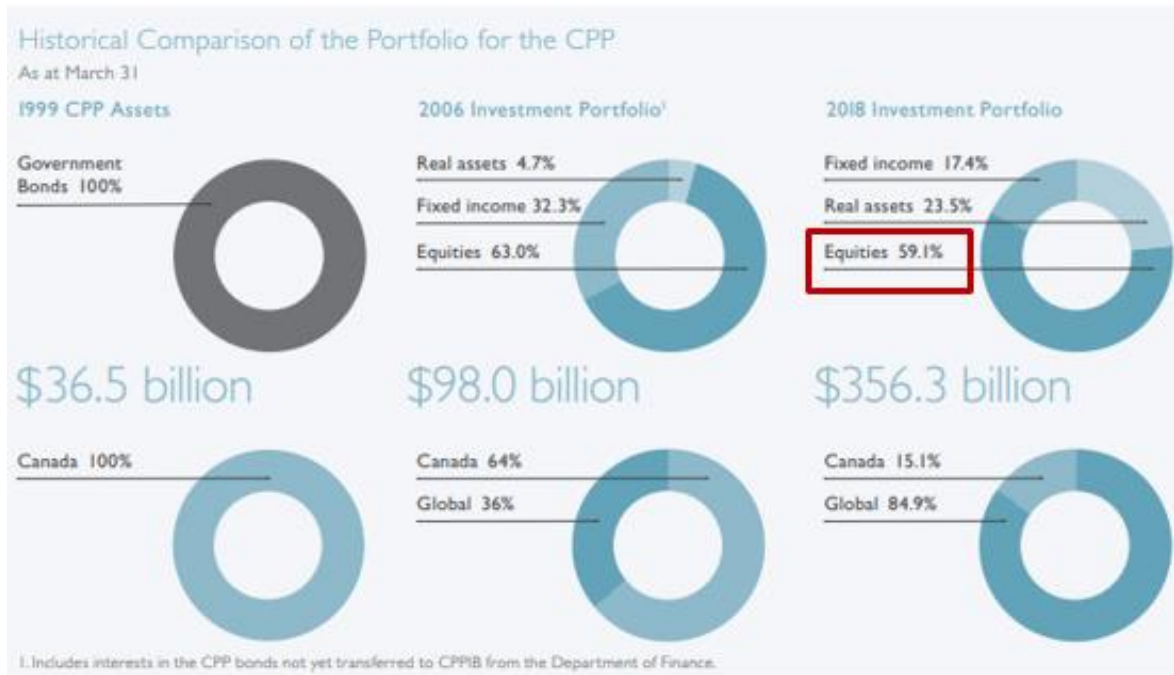 Historical Comparison of the Portfolio for the CPP
As at March 31
1999 CPP Assets
Government
Bonds 100%
$36.5 billion
Canada 100%
2006 Investment Portfolio¹
Real assets 4.7%
Fixed income 32.3%
Equities 63.0%
$98.0 billion
Canada 64%
Global 36%
2018 Investment Portfolio
Fixed income 17.4%
Real assets 23.5%
Equities 59.1%
$356.3 billion
Canada 15.1%
Global 84.9%
1. Includes interests in the CPP bonds not yet transferred to CPPIB from the Department of Finance.